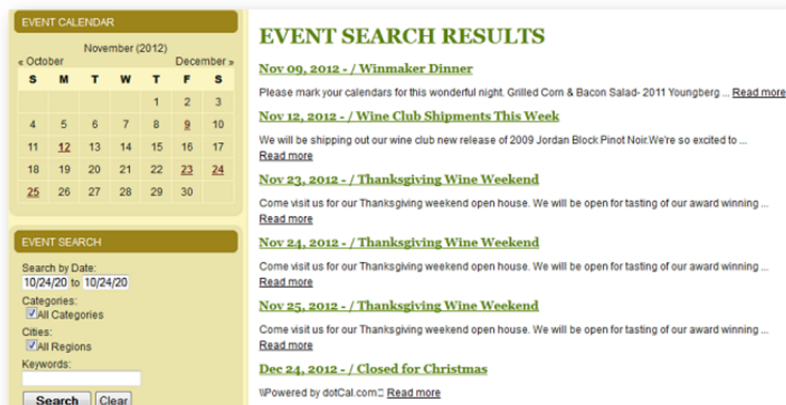 EVENT CALENDAR
November (2012)
« October December »
S M T W T F S
1 2 3
4 5 6 7 8 9 10
11 12 13 14 15 16 17
18 19 20 21 22 23 24
25 26 27 28 29 30
EVENT SEARCH
Search by Date:
10/24/20 to 10/24/20
Categories:
All Categories
Cities:
All Regions
Keywords:
Search Clear
EVENT SEARCH RESULTS
Nov 09, 2012 - / Winmaker Dinner
Please mark your calendars for this wonderful night. Grilled Corn & Bacon Salad- 2011 Youngberg ... Read more
Nov 12, 2012 - / Wine Club Shipments This Week
We will be shipping out our wine club new release of 2009 Jordan Block Pinot Noir.We're so excited to ...
Read more
Nov 23, 2012 - / Thanksgiving Wine Weekend
Come visit us for our Thanksgiving weekend open house. We will be open for tasting of our award winning ...
Read more
Nov 24, 2012 - / Thanksgiving Wine Weekend
Come visit us for our Thanksgiving weekend open house. We will be open for tasting of our award winning ...
Read more
Nov 25, 2012 - / Thanksgiving Wine Weekend
Come visit us for our Thanksgiving weekend open house. We will be open for tasting of our award winning ...
Read more
Dec 24, 2012 - / Closed for Christmas
\\Powered by dotCal.com Read more